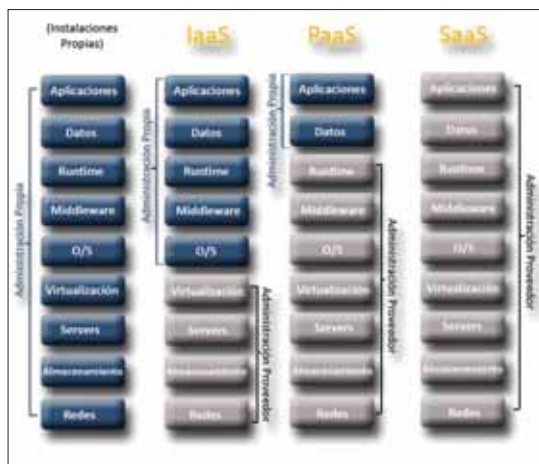 (Instalaciones
Propias)
IaaS
PaaS
SaaS
Administración Propia
Aplicaciones
Datos
Runtime
Middleware
O/S
Virtualización
Servers
Almacenamiento
Redes
Administración Propia
Aplicaciones
Datos
Runtime
Middleware
O/S
Virtualización
Servers
Almacenamiento
Redes
Administración Proveedor
Administración Propia
Aplicaciones
Datos
Runtime
Middleware
O/S
Virtualización
Servers
Almacenamiento
Redes
Administración Proveedor
Aplicaciones
Datos
Runtime
Middleware
O/S
Virtualización
Servers
Almacenamiento
Redes
Administración Proveedor